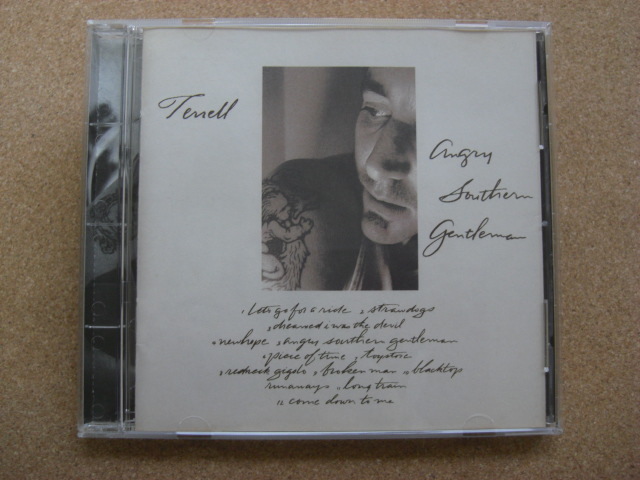 Terrell
Angry
Southern
Gentleman
1 Let's go for a ride 2 strawdogs
3 dreamed i was the devil
4 newhope 5 angry southern gentleman
6 piece of time 7 toystore
8 redneck gigolo 9 broken man 10 blacktop
runaways 11 long train
12 come down to me